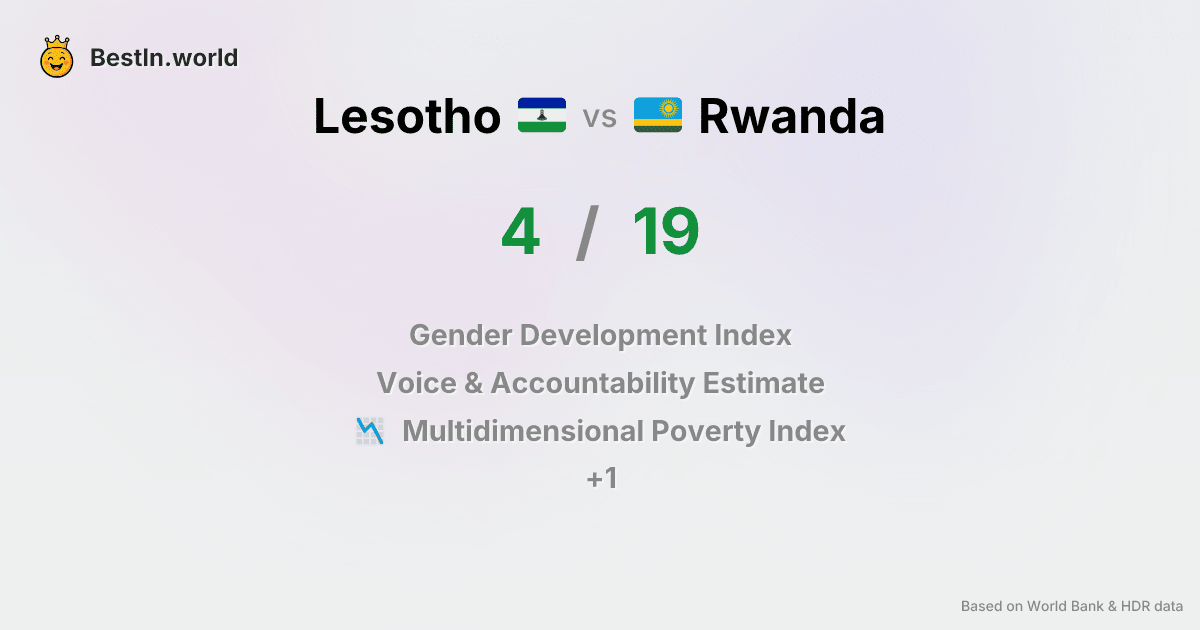 BestIn.world
Lesotho vs Rwanda
4 / 19
Gender Development Index
Voice & Accountability Estimate
Multidimensional Poverty Index
+1
Based on World Bank & HDR data